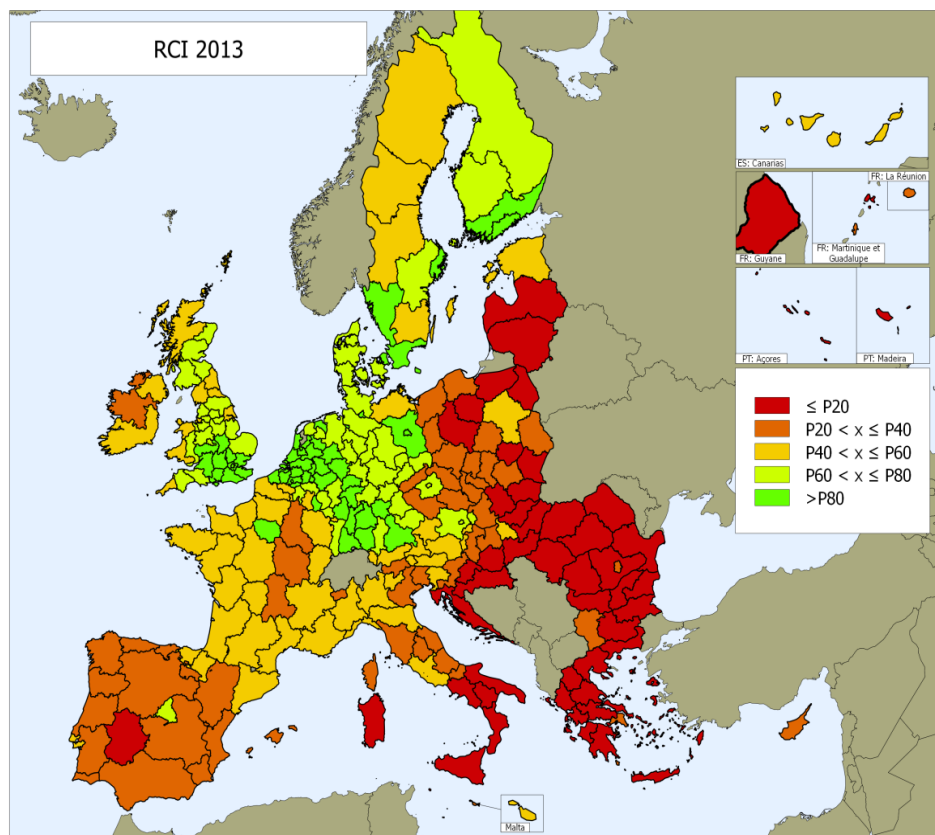 RCI 2013
ES: Canarias
FR: La Réunion
FR: Guyane
FR: Martinique et
Guadalupe
PT: Açores
PT: Madeira
≤ P20
P20 < x ≤ P40
P40 < x ≤ P60
P60 < x ≤ P80
>P80
Malta